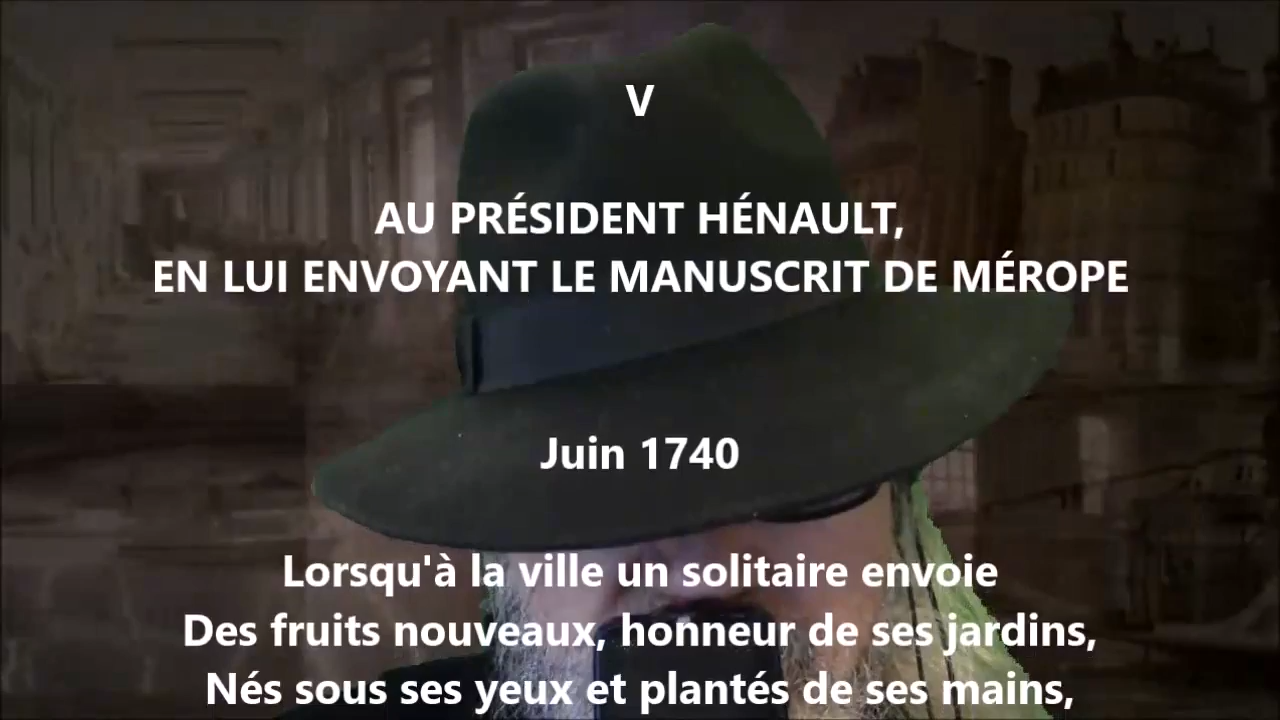 V
AU PRÉSIDENT HÉNAULT,
EN LUI ENVOYANT LE MANUSCRIT DE MÉROPE
Juin 1740
Lorsqu'à la ville un solitaire envoie
Des fruits nouveaux, honneur de ses jardins,
Nés sous ses yeux et plantés de ses mains,